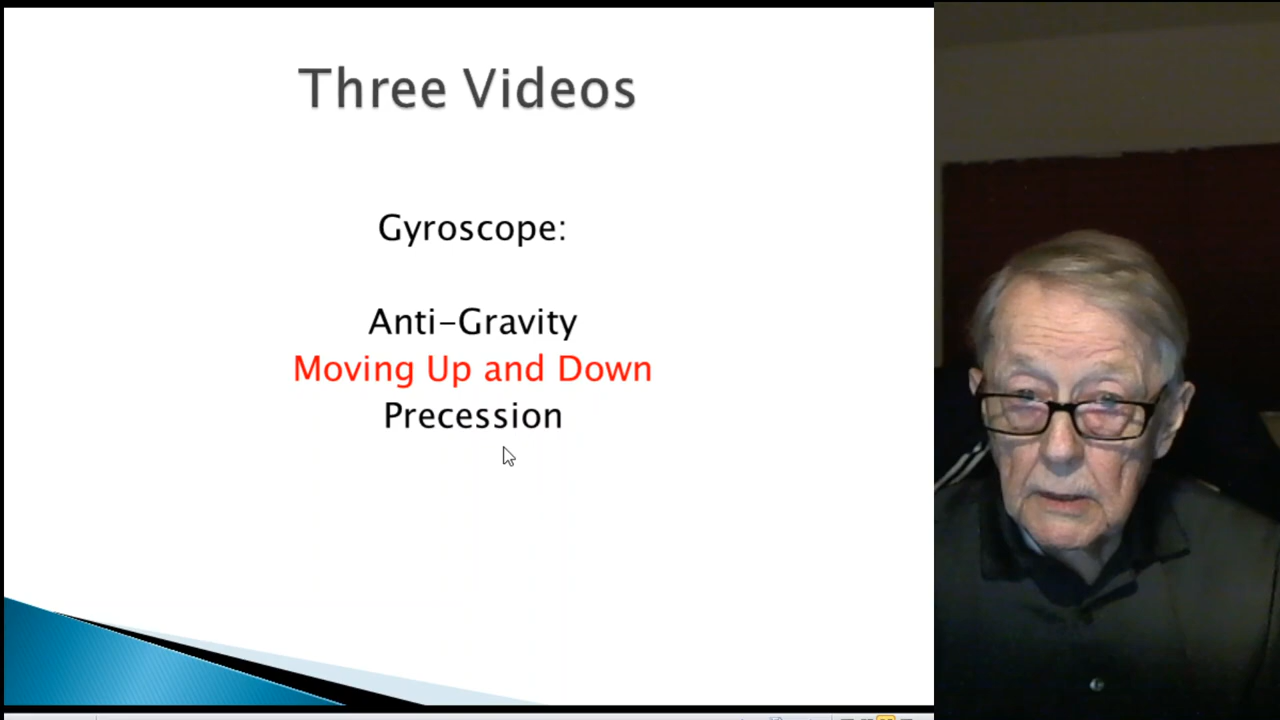 Three Videos
Gyroscope:
Anti-Gravity
Moving Up and Down
Precession